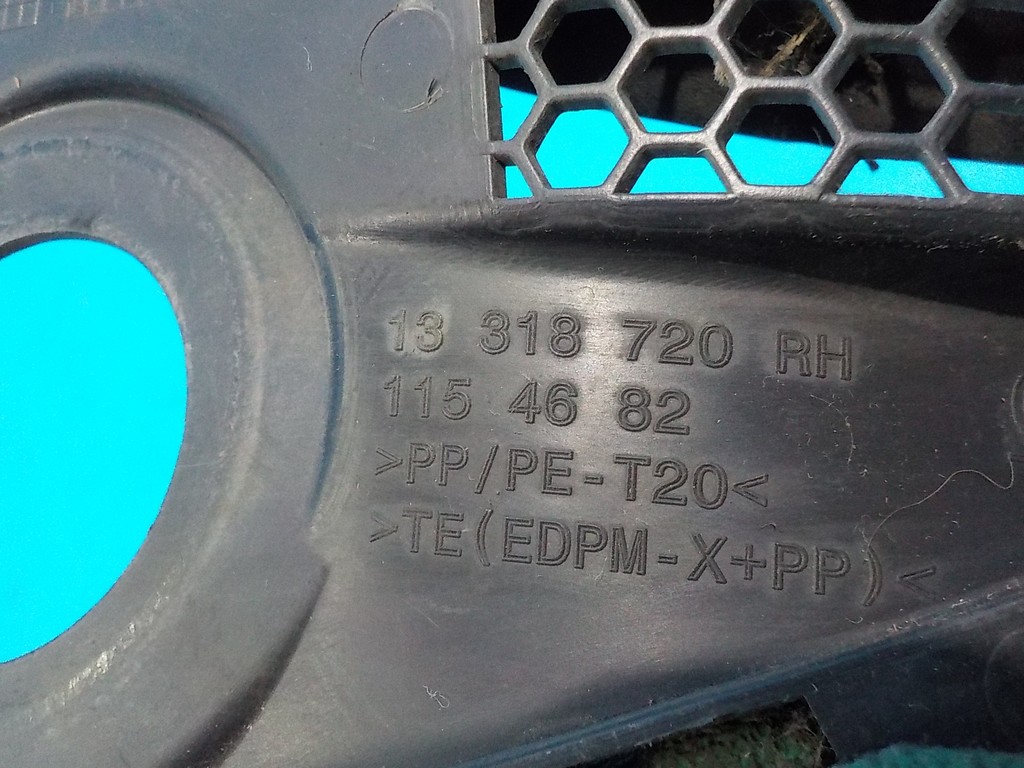 13 318 720 RH
115 46 82
>PP/PE-T20<
>TE(EDPM-X+PP)<